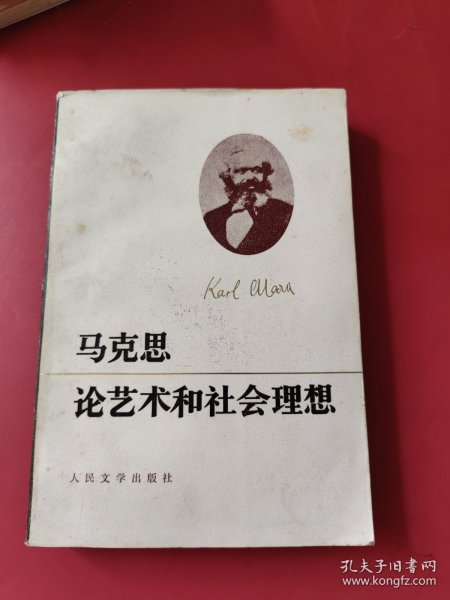 Karl Marx
马克思
论艺术和社会理想
人民文学出版社
孔夫子旧书网
www.kongfz.com